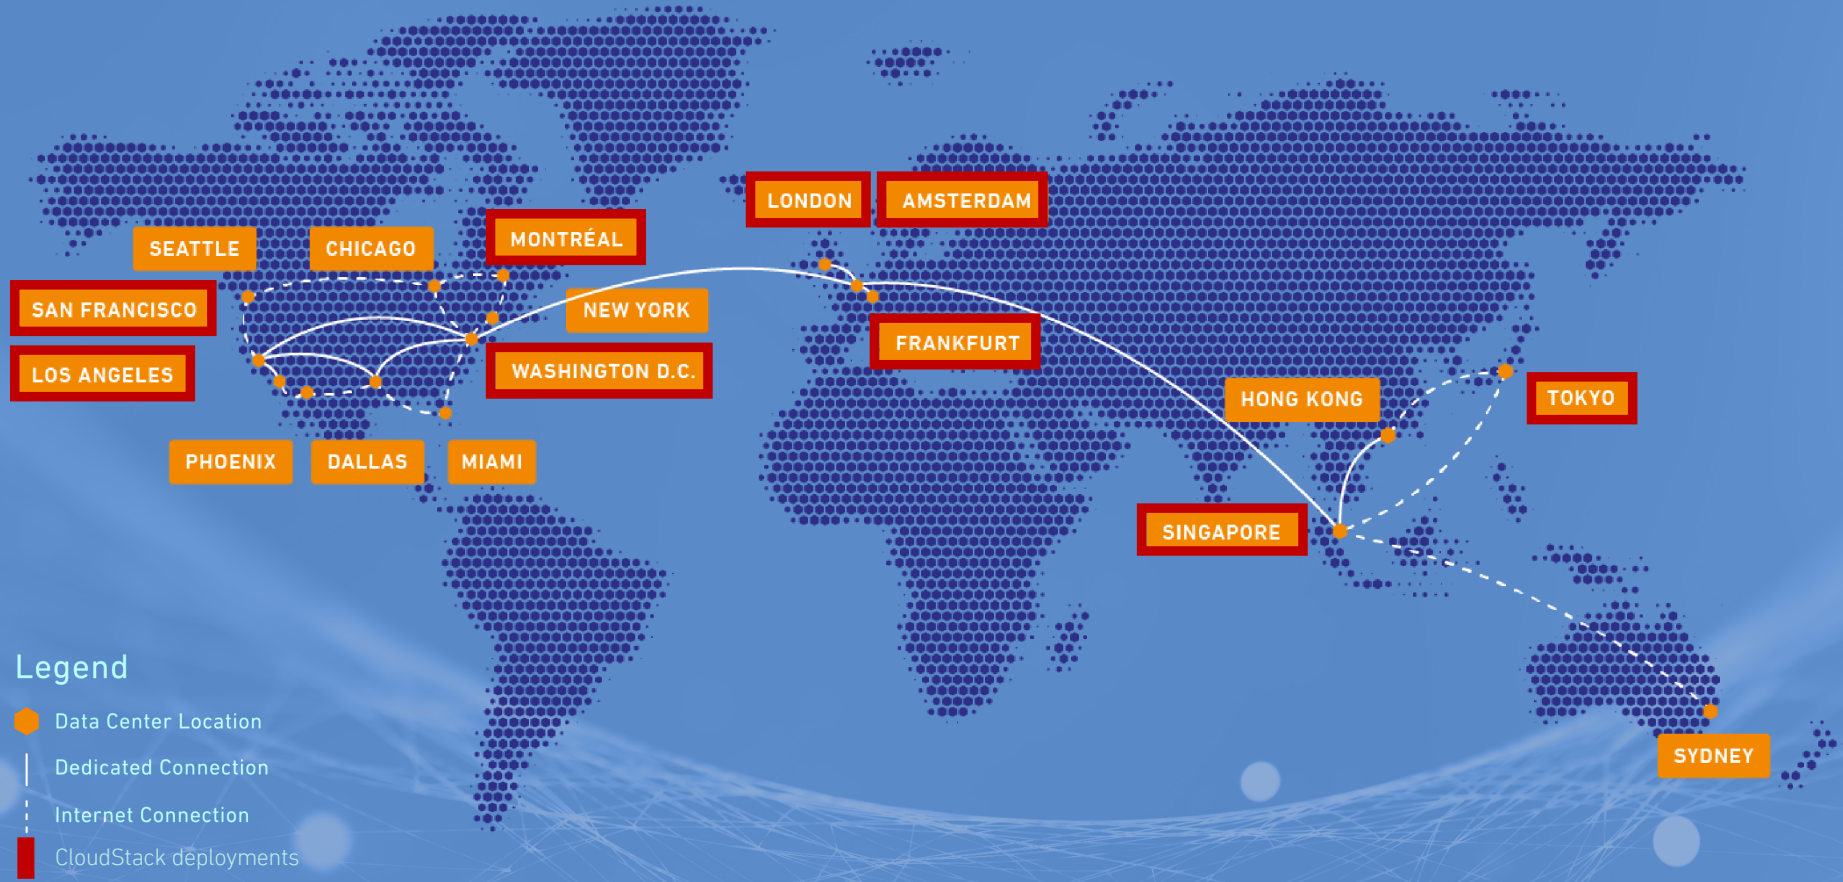 LONDON
AMSTERDAM
MONTRÉAL
SEATTLE
CHICAGO
SAN FRANCISCO
NEW YORK
FRANKFURT
LOS ANGELES
WASHINGTON D.C.
HONG KONG
TOKYO
PHOENIX
DALLAS
MIAMI
SINGAPORE
SYDNEY
Legend
Data Center Location
Dedicated Connection
Internet Connection
CloudStack deployments